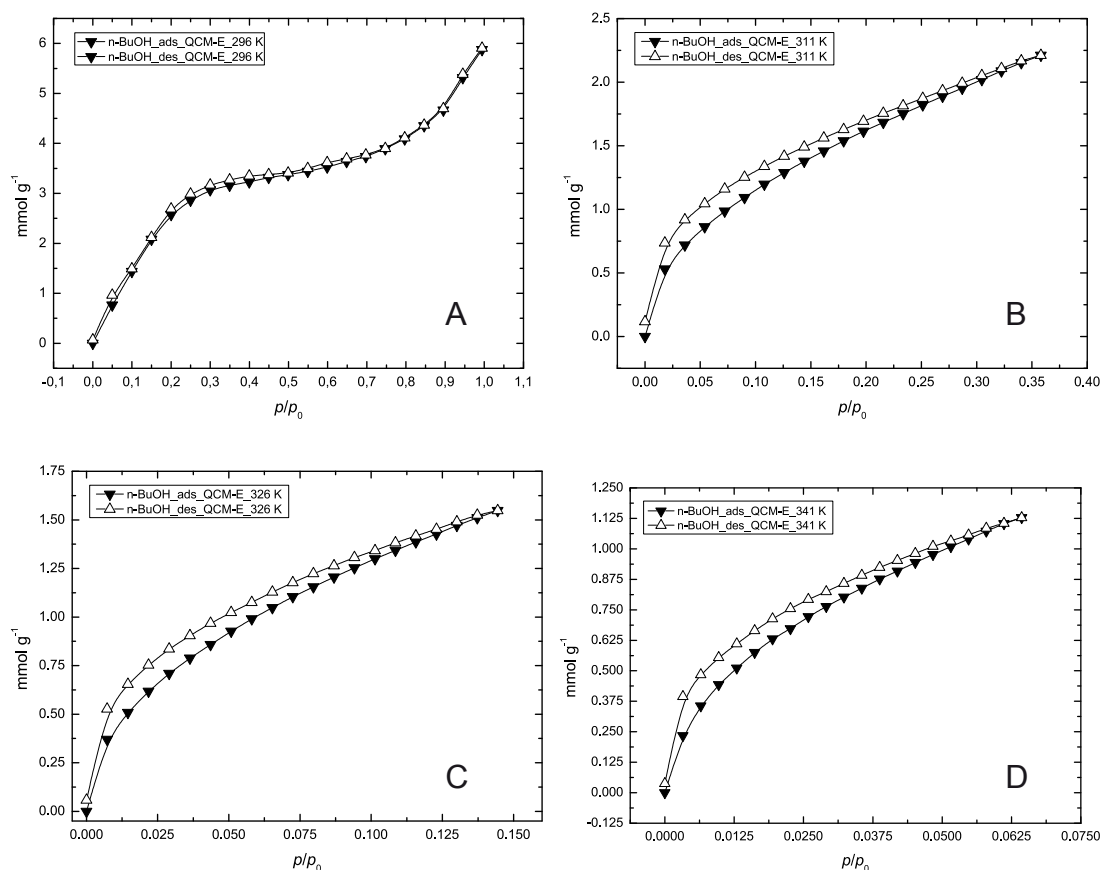 n-BuOH_ads_QCM-E_296 K
n-BuOH_des_QCM-E_296 K
mmol g⁻¹
6
5
4
3
2
1
0
A
-0,1 0,0 0,1 0,2 0,3 0,4 0,5 0,6 0,7 0,8 0,9 1,0 1,1
p/p₀
n-BuOH_ads_QCM-E_311 K
n-BuOH_des_QCM-E_311 K
mmol g⁻¹
2.5
2.0
1.5
1.0
0.5
0.0
B
0.00 0.05 0.10 0.15 0.20 0.25 0.30 0.35 0.40
p/p₀
n-BuOH_ads_QCM-E_326 K
n-BuOH_des_QCM-E_326 K
mmol g⁻¹
1.75
1.50
1.25
1.00
0.75
0.50
0.25
0.00
C
0.000 0.025 0.050 0.075 0.100 0.125 0.150
p/p₀
n-BuOH_ads_QCM-E_341 K
n-BuOH_des_QCM-E_341 K
mmol g⁻¹
1.250
1.125
1.000
0.875
0.750
0.625
0.500
0.375
0.250
0.125
0.000
-0.125
D
0.0000 0.0125 0.0250 0.0375 0.0500 0.0625 0.0750
p/p₀